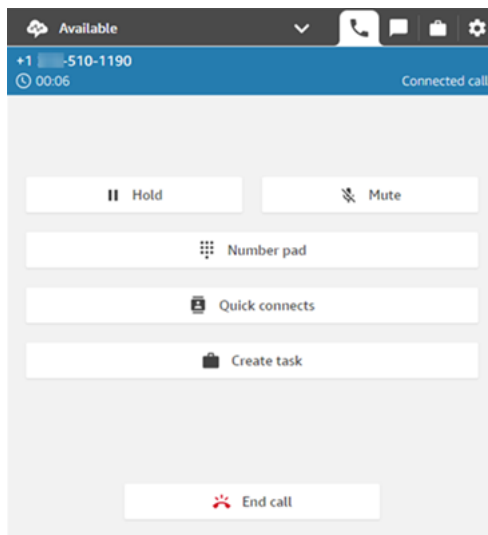 Available
+1 -510-1190
00:06 Connected call
Hold Mute
Number pad
Quick connects
Create task
End call